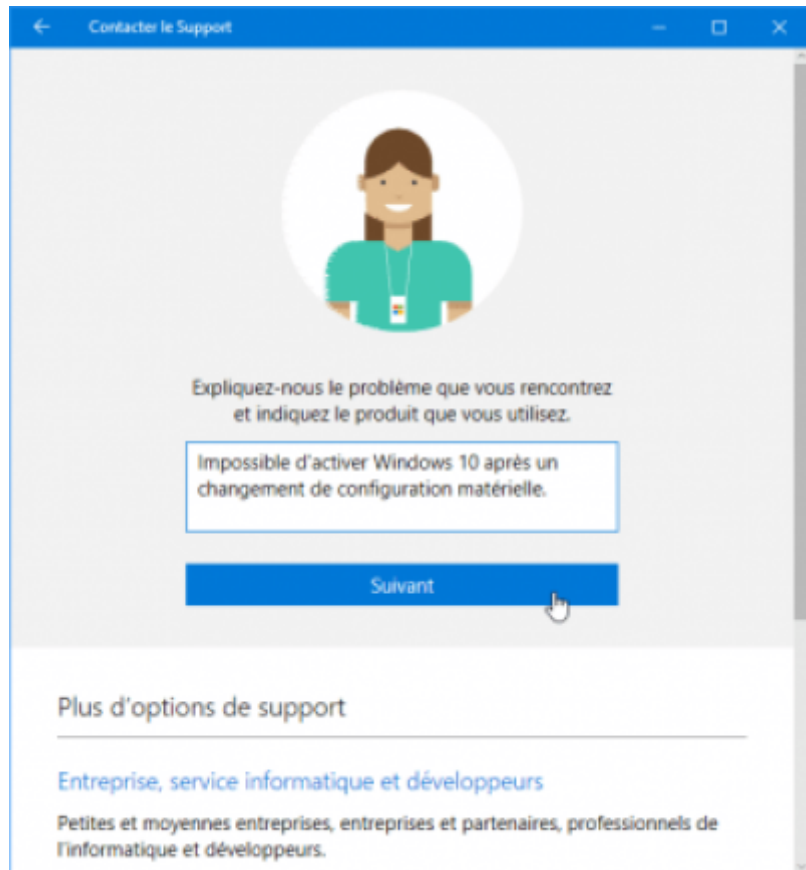 Contacter le Support
Expliquez-nous le problème que vous rencontrez
et indiquez le produit que vous utilisez.
Impossible d'activer Windows 10 après un
changement de configuration matérielle.
Suivant
Plus d'options de support
Entreprise, service informatique et développeurs
Petites et moyennes entreprises, entreprises et partenaires, professionnels de
l'informatique et développeurs.